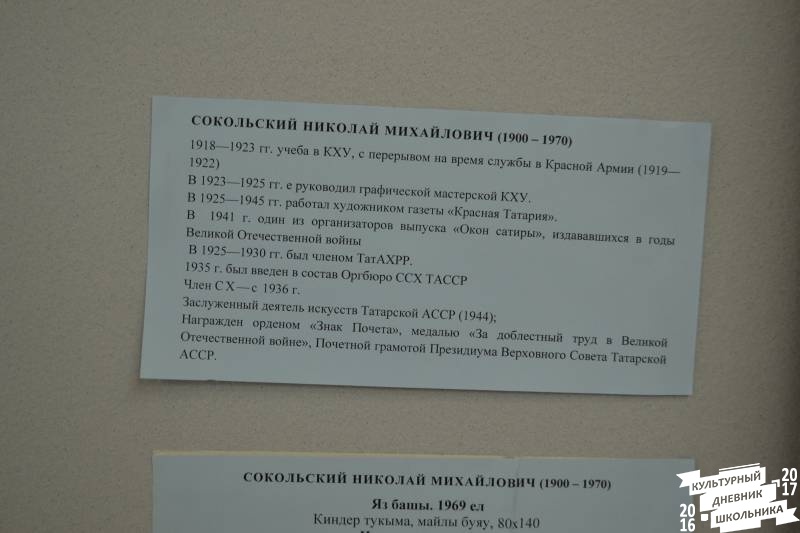 СОКОЛЬСКИЙ НИКОЛАЙ МИХАЙЛОВИЧ (1900 – 1970)
1918—1923 гг. учеба в КХУ, с перерывом на время службы в Красной Армии (1919—
1922)
В 1923—1925 гг. е руководил графической мастерской КХУ.
В 1925—1945 гг. работал художником газеты «Красная Татария».
В 1941 г. один из организаторов выпуска «Окон сатиры», издававшихся в годы
Великой Отечественной войны
В 1925—1930 гг. был членом ТатАХРР.
1935 г. был введен в состав Оргбюро ССХ ТАССР
Член С Х — с 1936 г.
Заслуженный деятель искусств Татарской АССР (1944);
Награжден орденом «Знак Почета», медалью «За доблестный труд в Великой
Отечественной войне», Почетной грамотой Президиума Верховного Совета Татарской
АССР.
СОКОЛЬСКИЙ НИКОЛАЙ МИХАЙЛОВИЧ (1900 – 1970)
Яз башы. 1969 ел
Киндер тукыма, майлы буяу, 80х140
КУЛЬТУРНЫЙ
ДНЕВНИК
ШКОЛЬНИКА
2016
2017